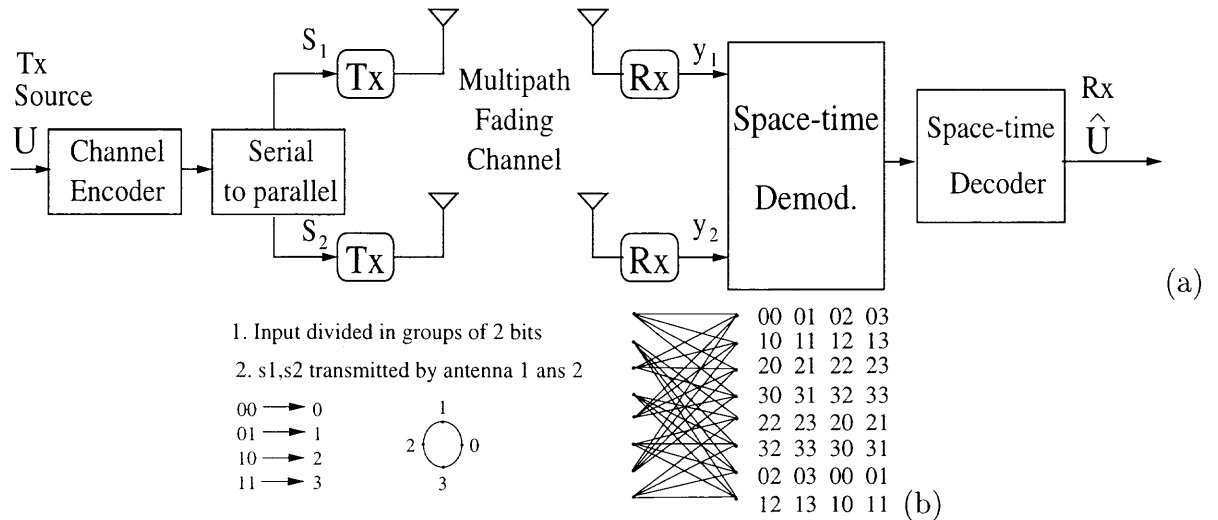 Tx
Source
U
Channel
Encoder
Serial
to parallel
S1
Tx
S2
Tx
Multipath
Fading
Channel
Rx
y1
Rx
y2
Space-time
Demod.
Space-time
Decoder
Rx
Û
(a)
1. Input divided in groups of 2 bits
2. s1,s2 transmitted by antenna 1 ans 2
00 → 0
01 → 1
10 → 2
11 → 3
1
2 0
3
00 01 02 03
10 11 12 13
20 21 22 23
30 31 32 33
22 23 20 21
32 33 30 31
02 03 00 01
12 13 10 11
(b)